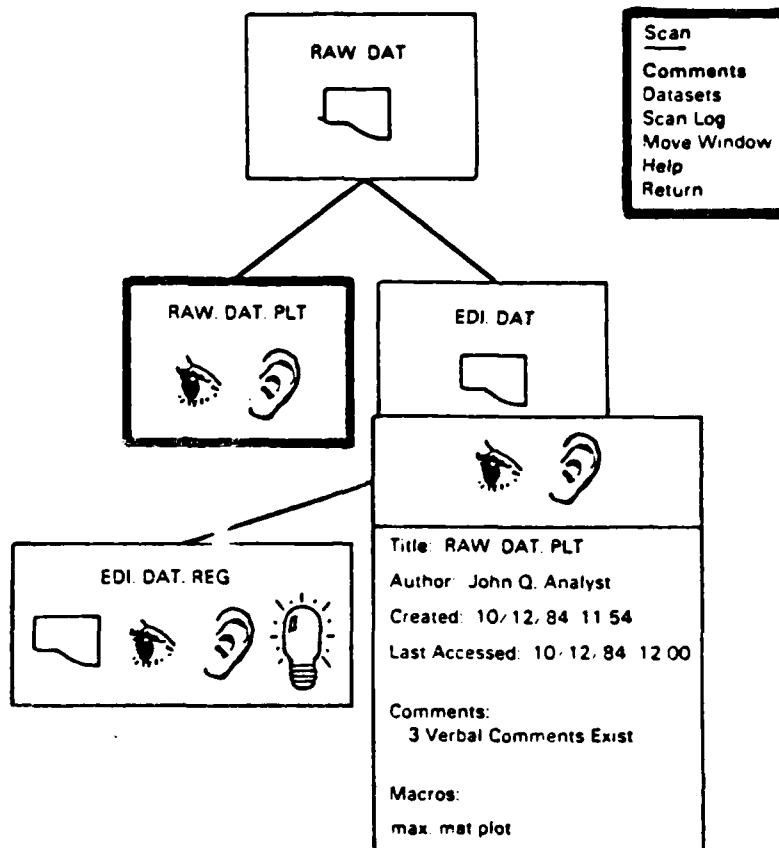 RAW DAT
Scan
Comments
Datasets
Scan Log
Move Window
Help
Return
RAW. DAT. PLT
EDI. DAT
EDI. DAT. REG
Title: RAW DAT. PLT
Author: John Q. Analyst
Created: 10/12/84 11 54
Last Accessed: 10/12/84 12 00
Comments:
3 Verbal Comments Exist
Macros:
max. mat plot